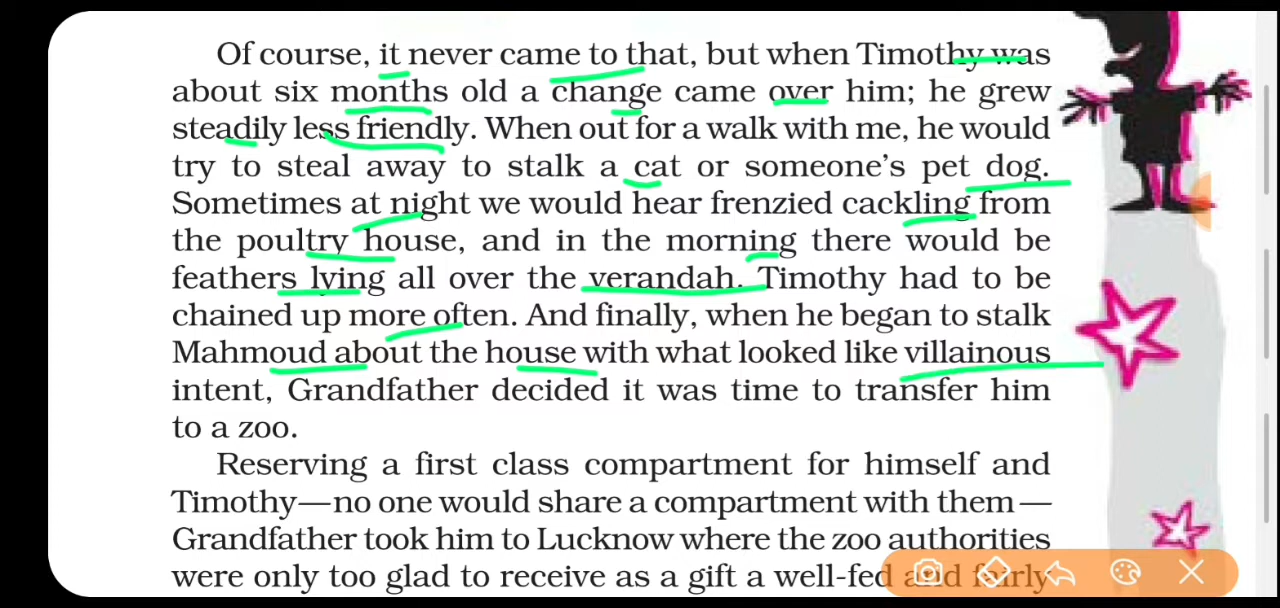 Of course, it never came to that, but when Timothy was
about six months old a change came over him; he grew
steadily less friendly. When out for a walk with me, he would
try to steal away to stalk a cat or someone’s pet dog.
Sometimes at night we would hear frenzied cackling from
the poultry house, and in the morning there would be
feathers lying all over the verandah. Timothy had to be
chained up more often. And finally, when he began to stalk
Mahmoud about the house with what looked like villainous
intent, Grandfather decided it was time to transfer him
to a zoo.
Reserving a first class compartment for himself and
Timothy—no one would share a compartment with them—
Grandfather took him to Lucknow where the zoo authorities
were only too glad to receive as a gift a well-fed and fairly